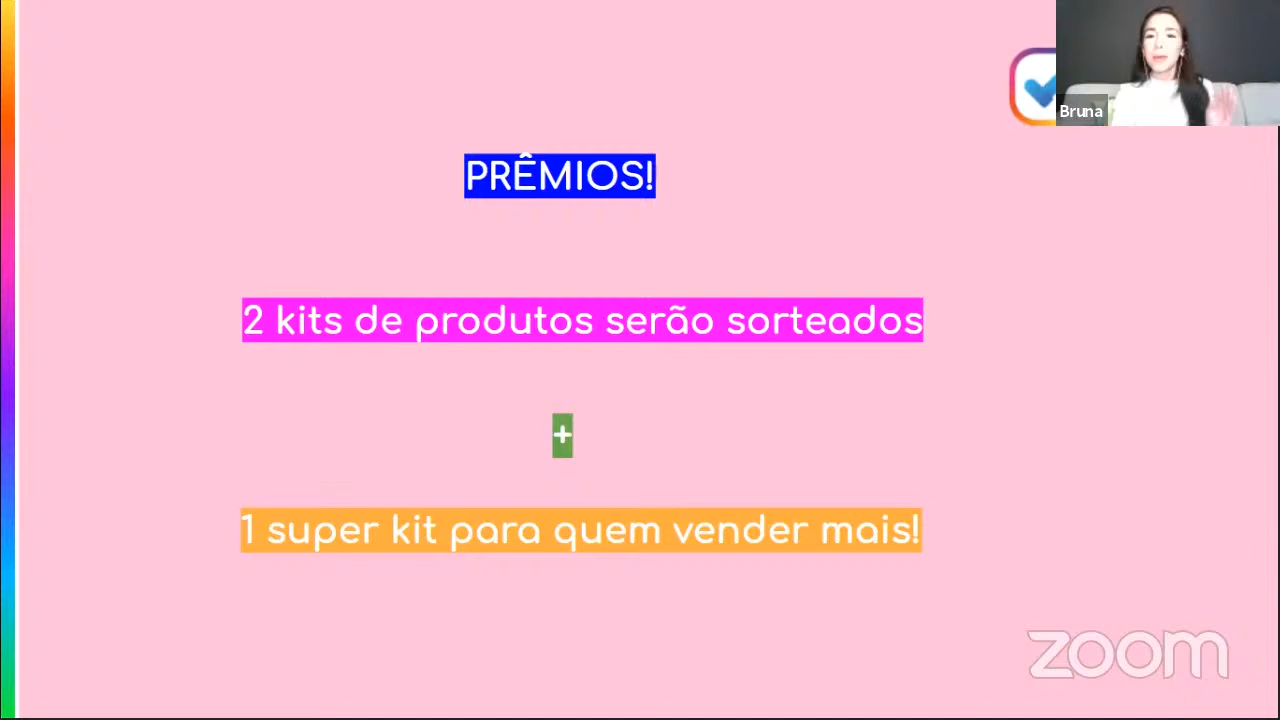 Bruna
PRÊMIOS!
2 kits de produtos serão sorteados
+
1 super kit para quem vender mais!
zoom